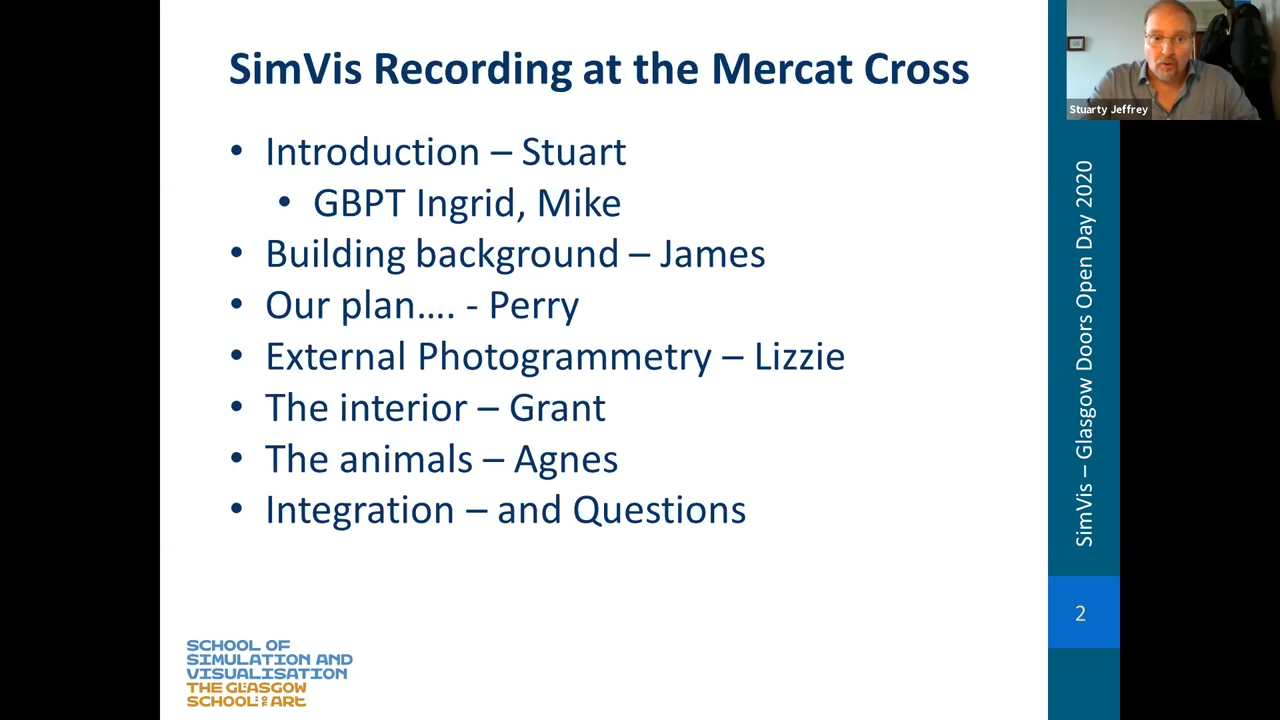 SimVis Recording at the Mercat Cross
• Introduction – Stuart
• GBPT Ingrid, Mike
• Building background – James
• Our plan.... - Perry
• External Photogrammetry – Lizzie
• The interior – Grant
• The animals – Agnes
• Integration – and Questions
SCHOOL OF
SIMULATION AND
VISUALISATION
THE GLASGOW
SCHOOL OF ART
Stuarty Jeffrey
SimVis – Glasgow Doors Open Day 2020
2